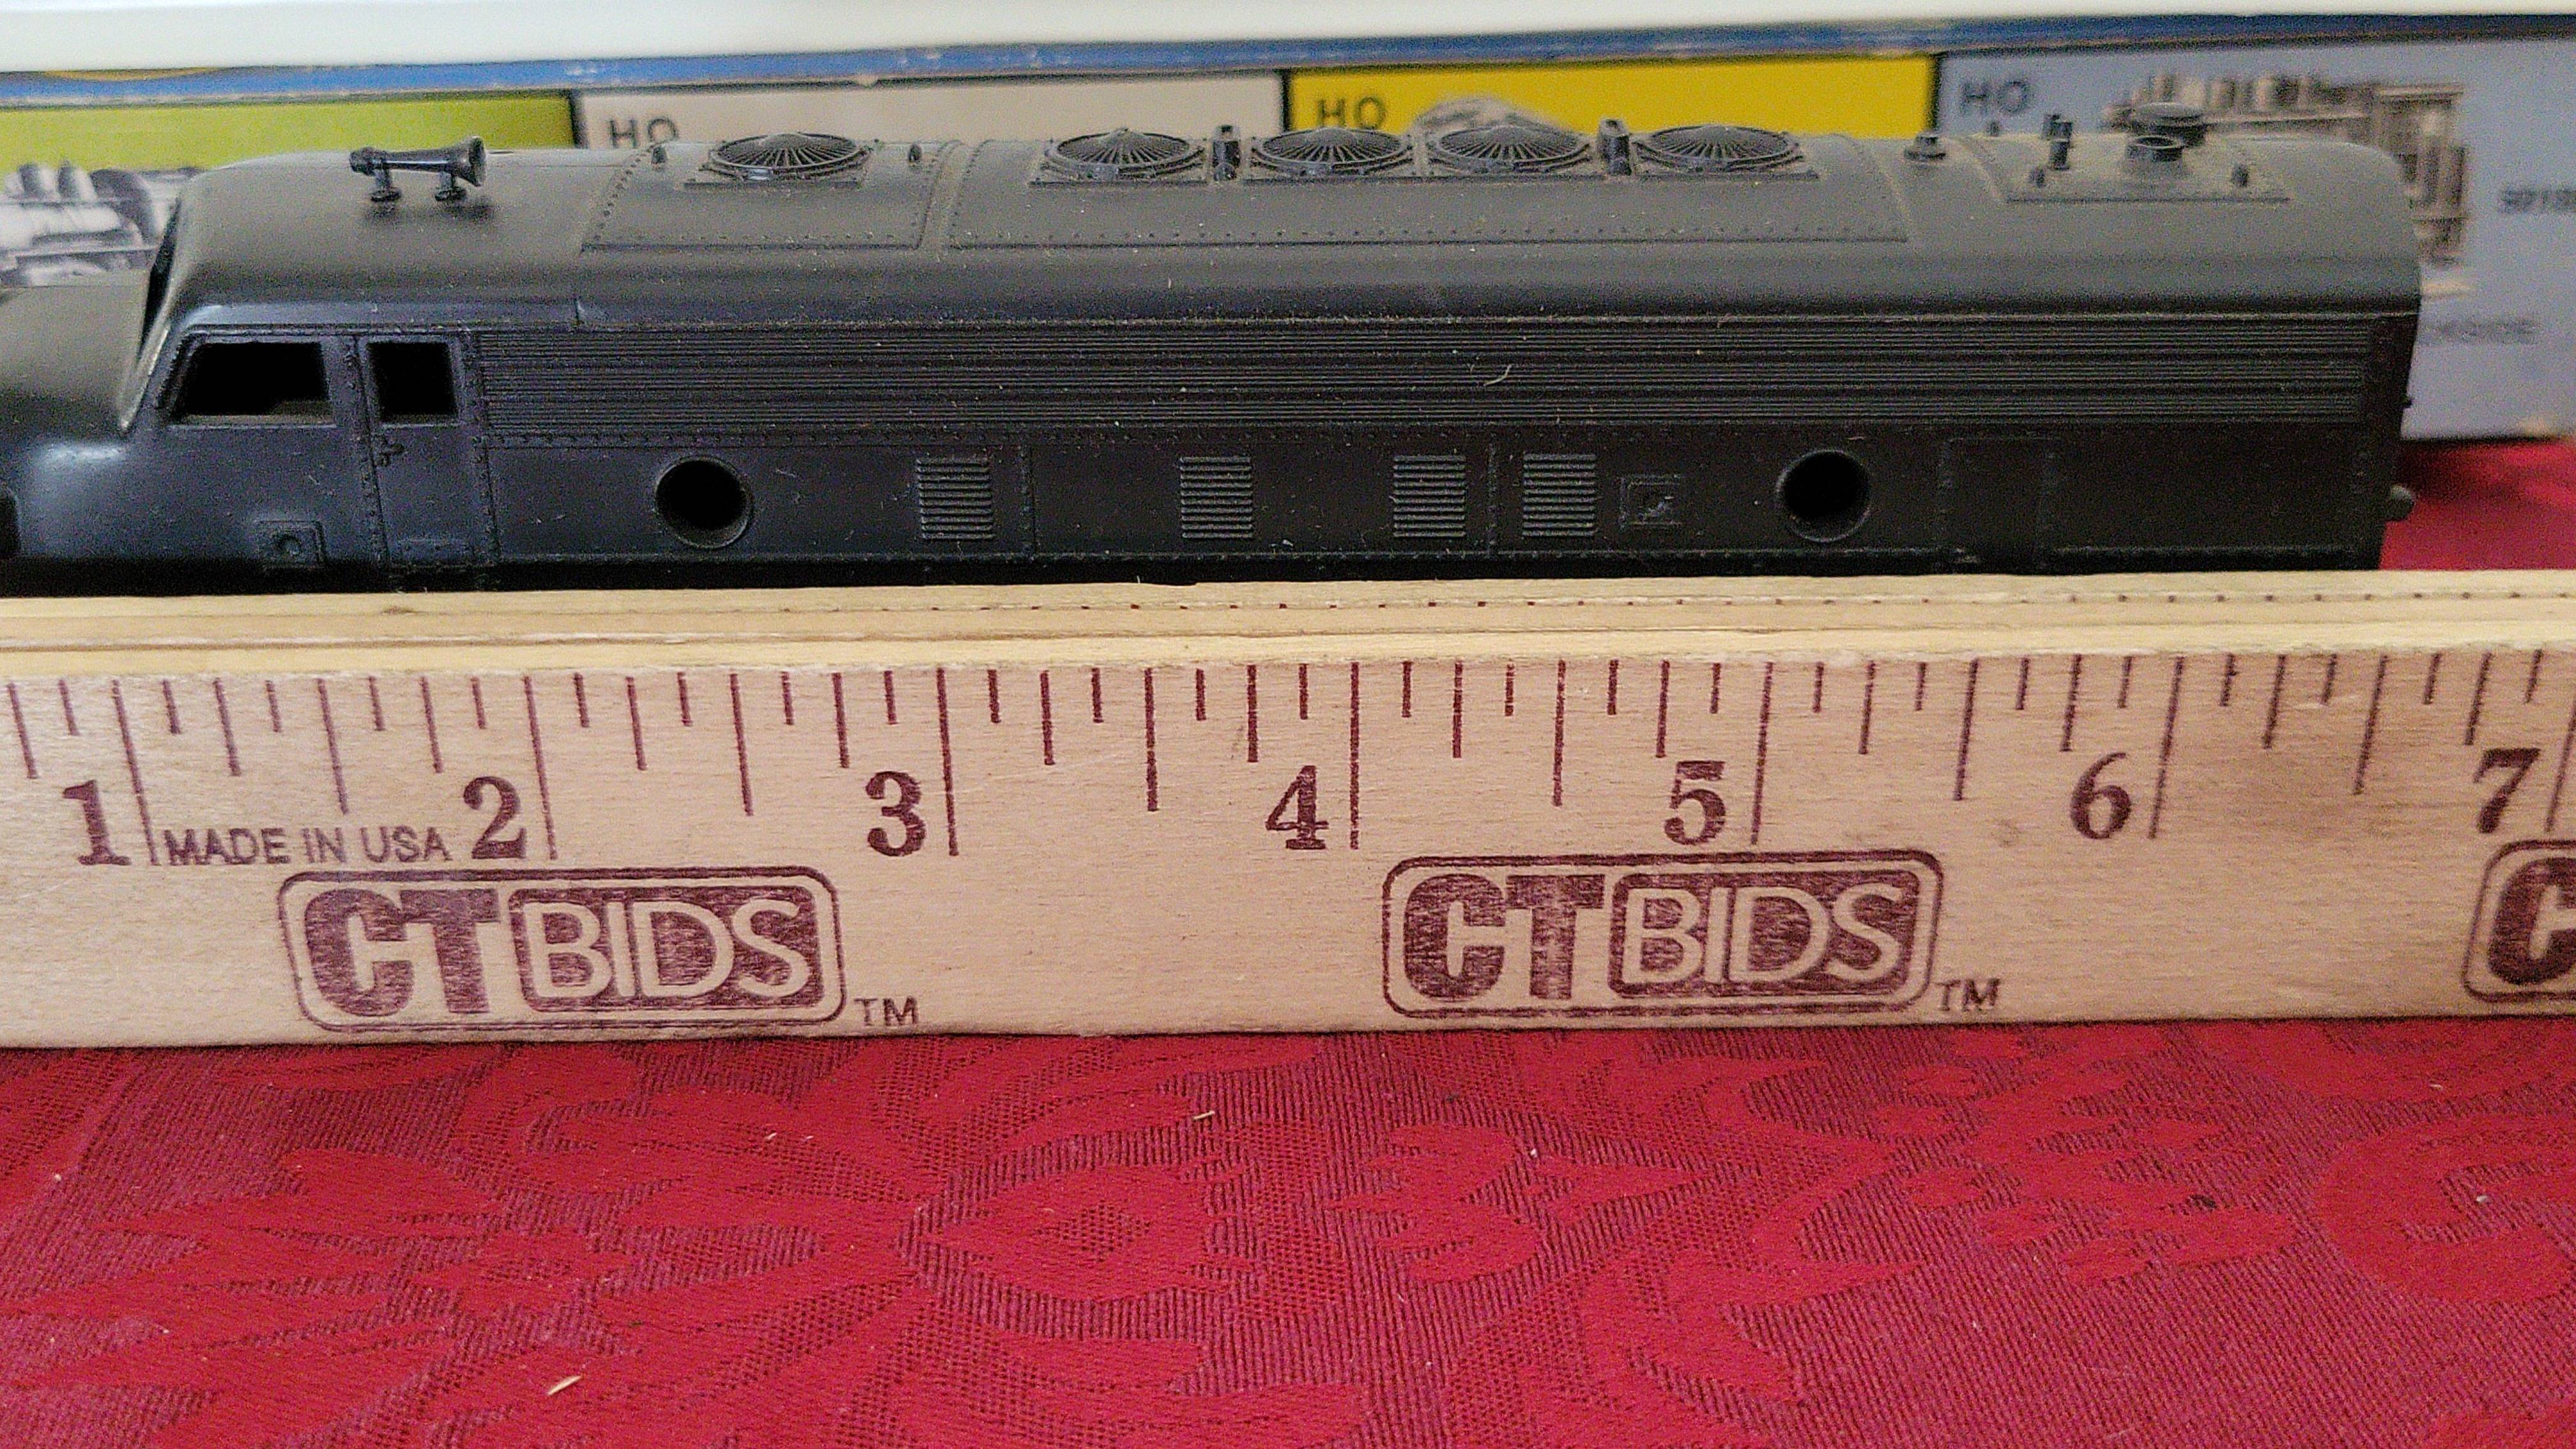 HO
HO
HO
1 2 3 4 5 6 7
MADE IN USA
CTBIDS TM
CTBIDS TM
C